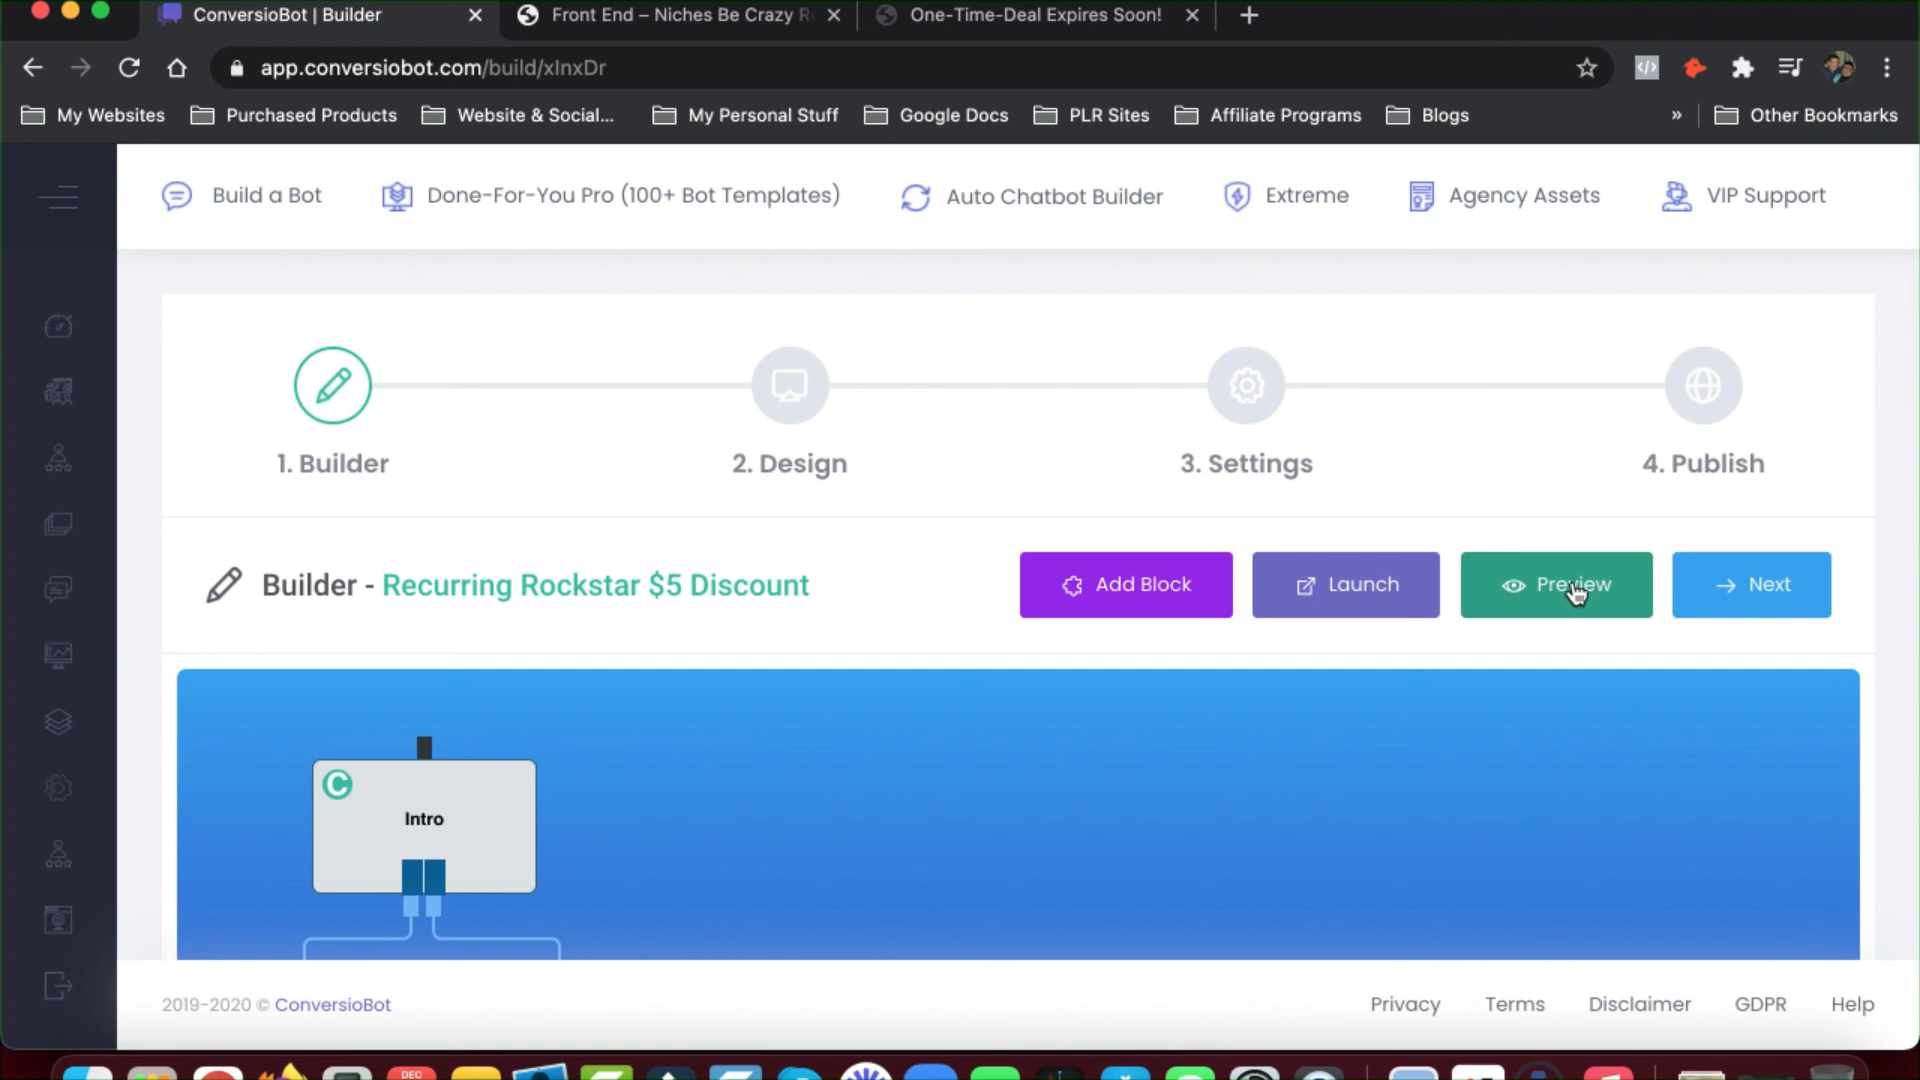 ConversioBot | Builder
Front End – Niches Be Crazy R
One-Time-Deal Expires Soon!
app.conversiobot.com/build/xInxDr
My Websites
Purchased Products
Website & Social...
My Personal Stuff
Google Docs
PLR Sites
Affiliate Programs
Blogs
»
Other Bookmarks
Build a Bot
Done-For-You Pro (100+ Bot Templates)
Auto Chatbot Builder
Extreme
Agency Assets
VIP Support
1. Builder
2. Design
3. Settings
4. Publish
Builder - Recurring Rockstar $5 Discount
Add Block
Launch
Preview
Next
C
Intro
2019-2020 © ConversioBot
Privacy
Terms
Disclaimer
GDPR
Help
DEC